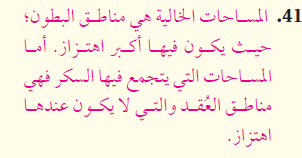 41. المساحات الخالية هي مناطق البطون؛
حيث يكون فيها أكبر اهتزاز. أما
المساحات التي يتجمع فيها السكر فهي
مناطق العُقد والتي لا يكون عندها
اهتزاز.